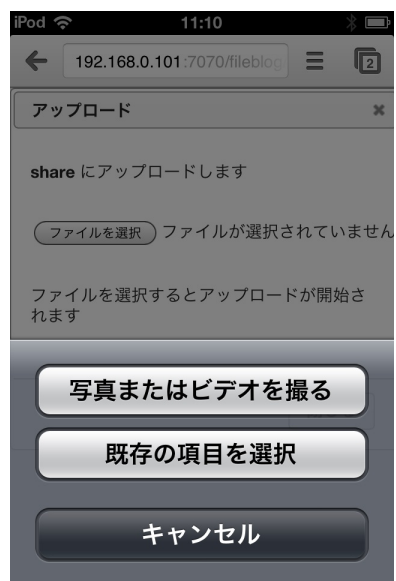 iPod 11:10
192.168.0.101:7070/fileblog 2
アップロード
share にアップロードします
ファイルを選択 ファイルが選択されていません
ファイルを選択するとアップロードが開始さ
れます
写真またはビデオを撮る
既存の項目を選択
キャンセル